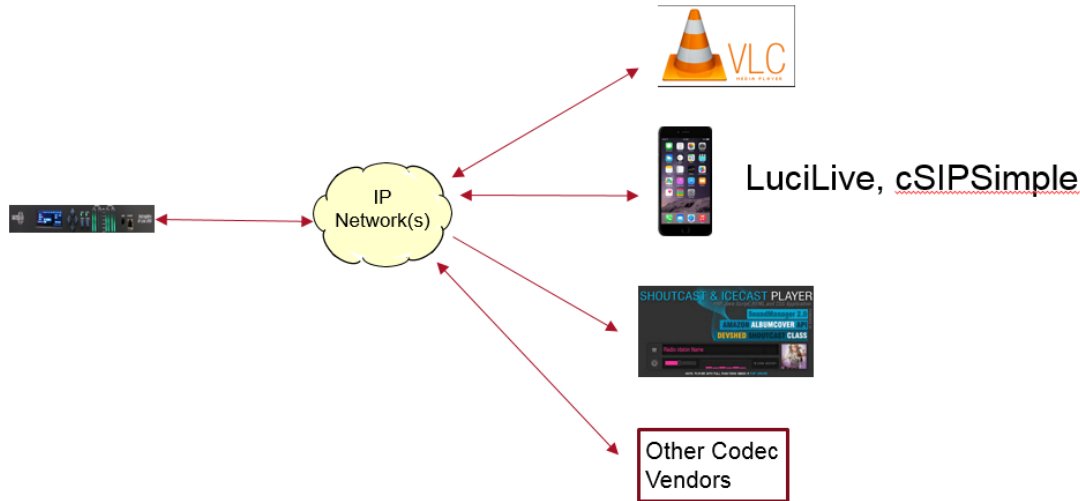 VLC
MEDIA PLAYER
IP
Network(s)
LuciLive, cSIPSimple
SHOUTCAST & ICECAST PLAYER
SoundManager 2.0
AMAZON ALBUMCOVER API
DEVSHED SHOUTCAST CLASS
Radio station Name
Other Codec
Vendors